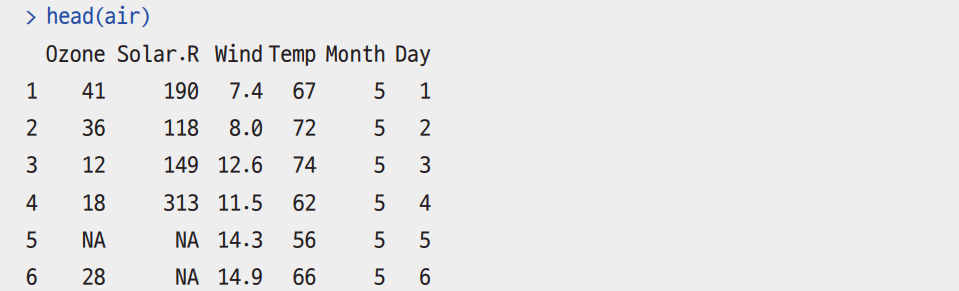 > head(air)
Ozone Solar.R Wind Temp Month Day
1 41 190 7.4 67 5 1
2 36 118 8.0 72 5 2
3 12 149 12.6 74 5 3
4 18 313 11.5 62 5 4
5 NA NA 14.3 56 5 5
6 28 NA 14.9 66 5 6